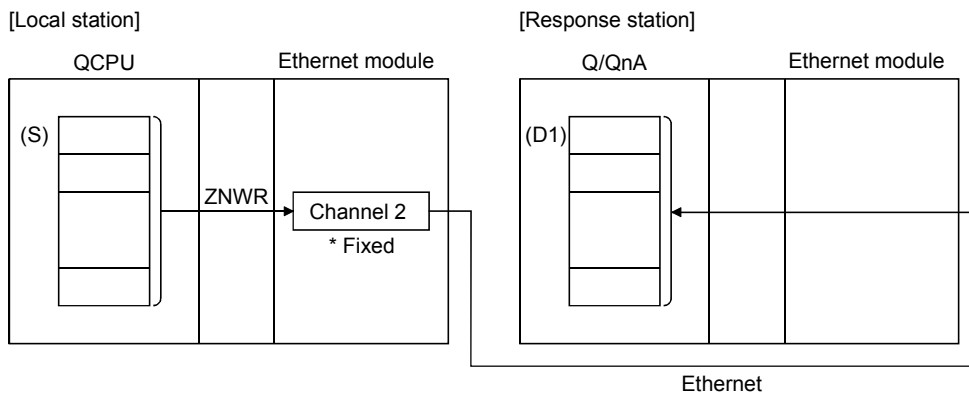 [Local station]
[Response station]
QCPU
Ethernet module
Q/QnA
Ethernet module
(S)
(D1)
ZNWR
Channel 2
* Fixed
Ethernet